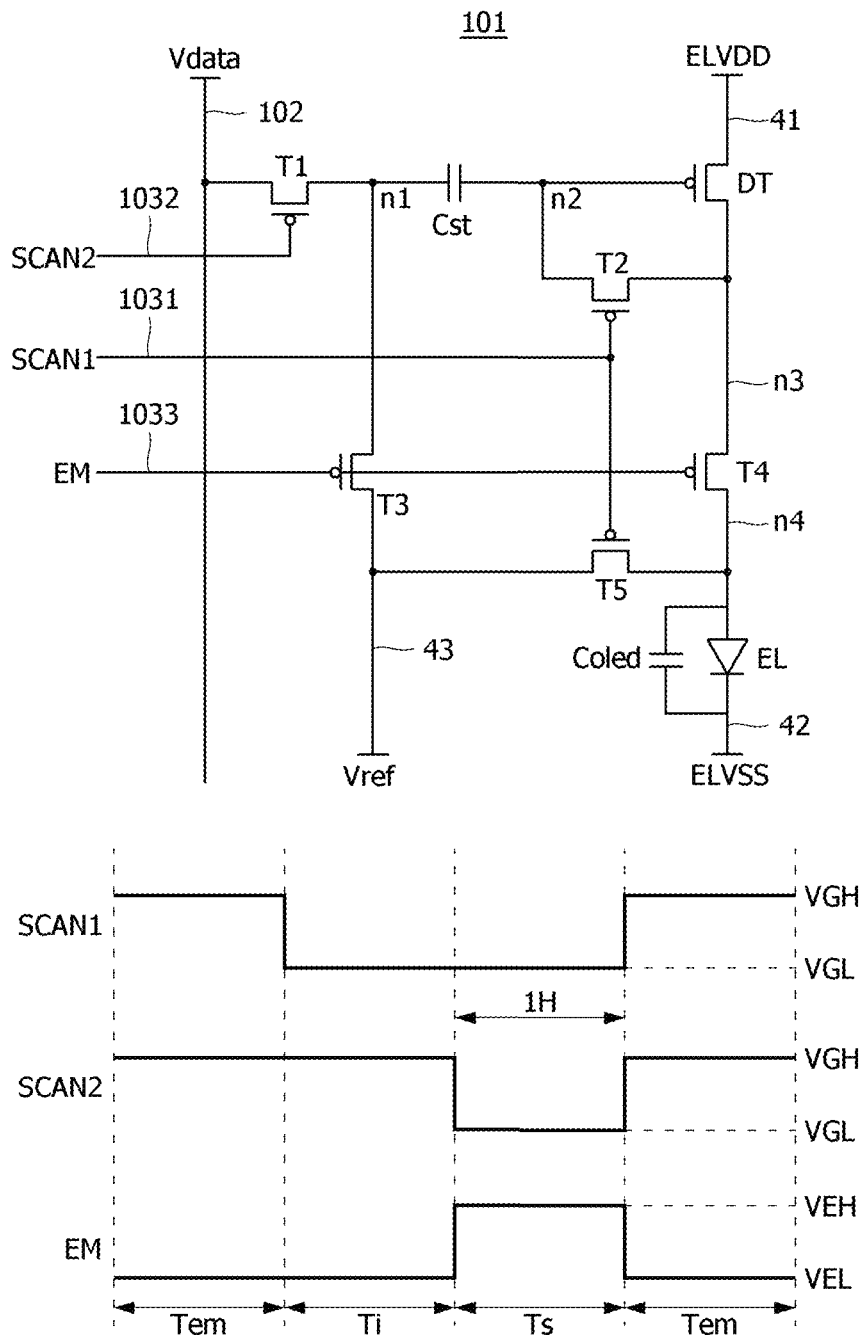 101
Vdata
ELVDD
102
41
T1
DT
n1
Cst
n2
1032
SCAN2
T2
1031
SCAN1
n3
1033
EM
T3
T4
n4
T5
43
Coled
EL
42
Vref
ELVSS
SCAN1
VGH
VGL
1H
SCAN2
VGH
VGL
EM
VEH
VEL
Tem
Ti
Ts
Tem